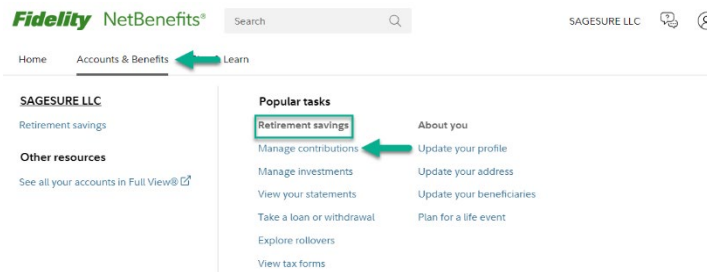 Fidelity NetBenefits®
Search
SAGESURE LLC
Home Accounts & Benefits Learn
SAGESURE LLC
Retirement savings
Other resources
See all your accounts in Full View®
Popular tasks
Retirement savings
Manage contributions
Manage investments
View your statements
Take a loan or withdrawal
Explore rollovers
View tax forms
About you
Update your profile
Update your address
Update your beneficiaries
Plan for a life event